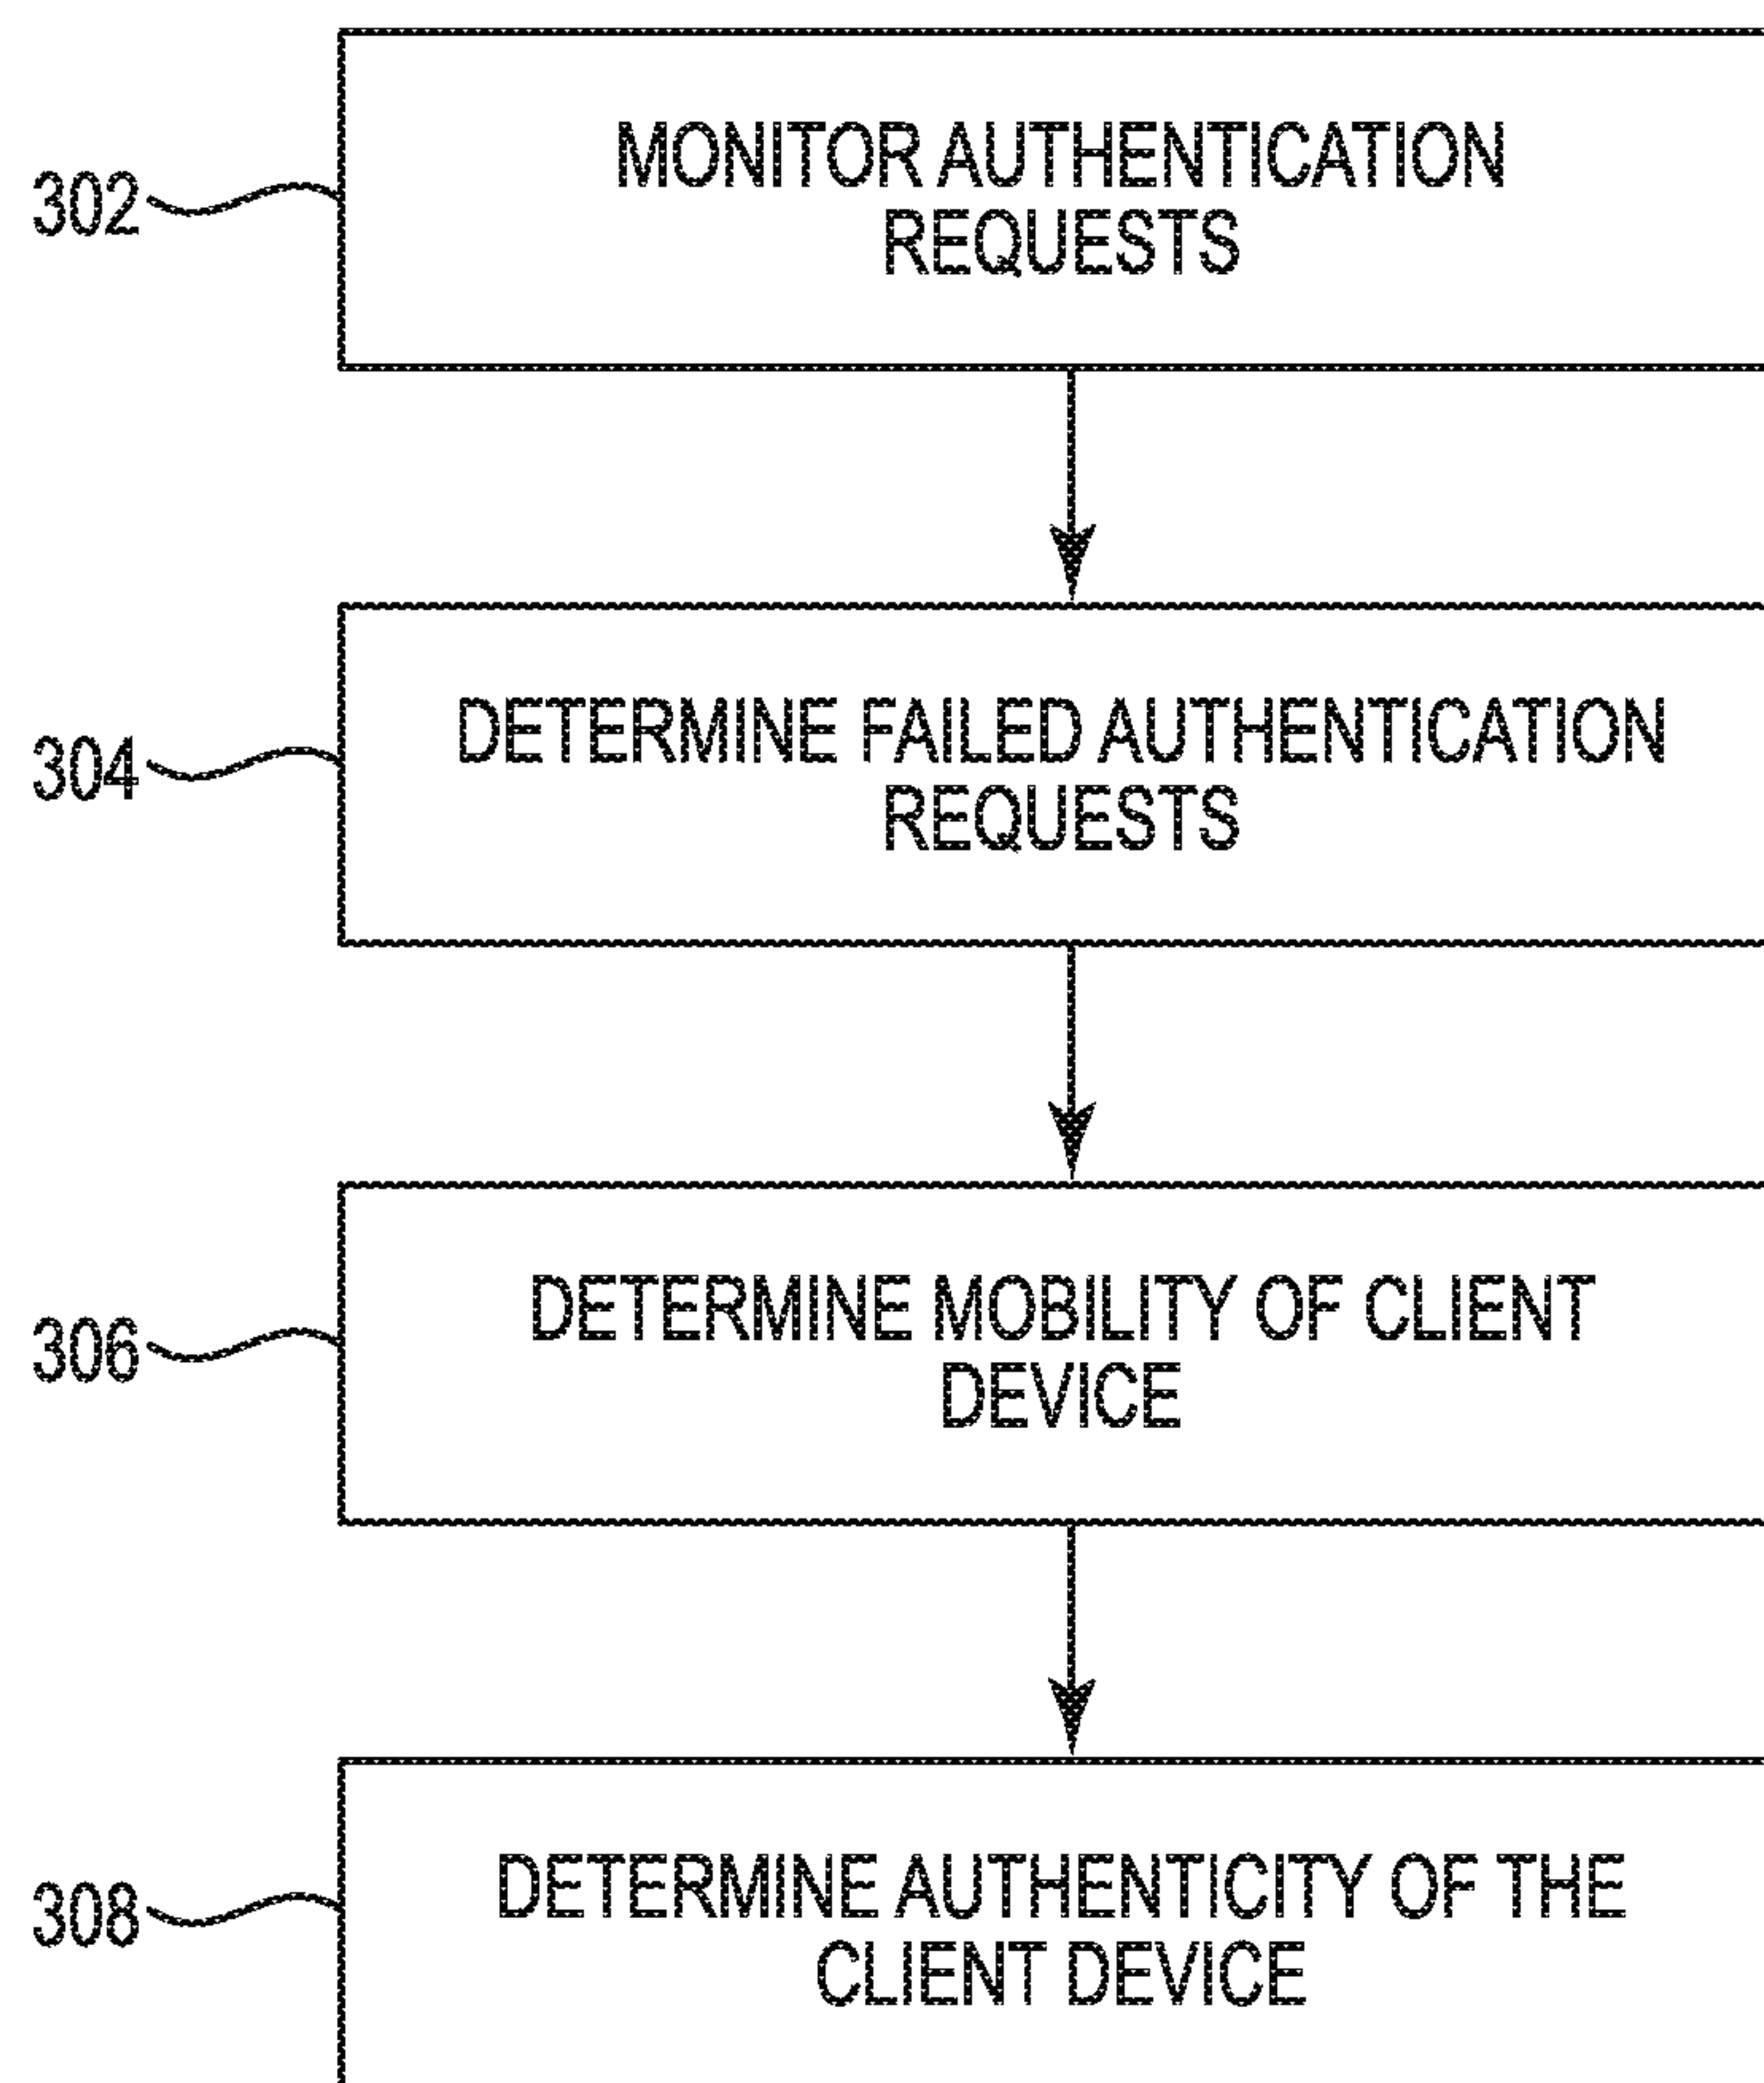 302
MONITOR AUTHENTICATION
REQUESTS
304
DETERMINE FAILED AUTHENTICATION
REQUESTS
306
DETERMINE MOBILITY OF CLIENT
DEVICE
308
DETERMINE AUTHENTICITY OF THE
CLIENT DEVICE